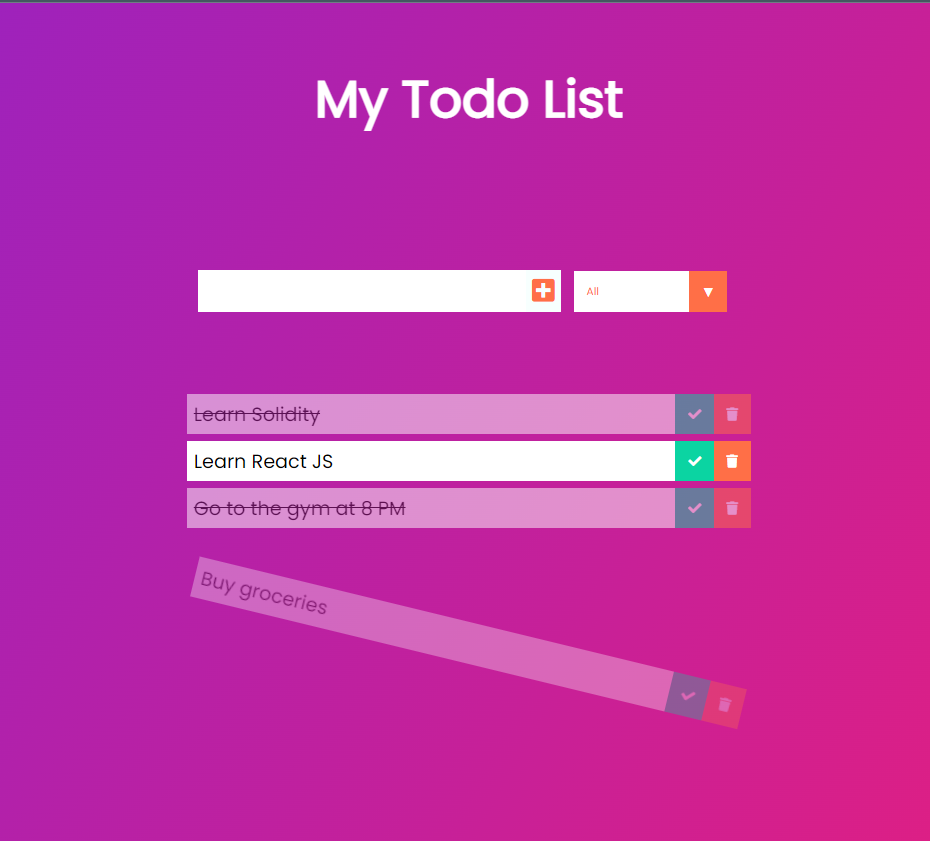 My Todo List
All ▼
Learn Solidity
Learn React JS
Go to the gym at 8 PM
Buy groceries